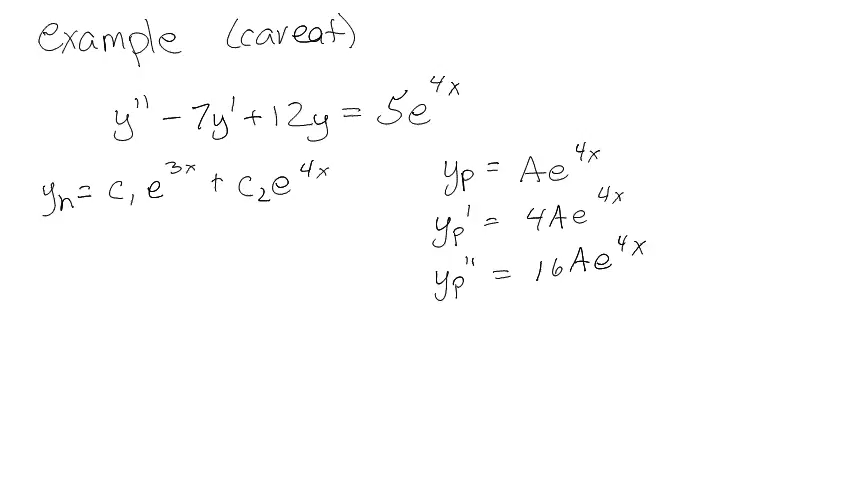 example (caveat)
y'' - 7y' + 12y = 5e^{4x}
y_h = c_1 e^{3x} + c_2 e^{4x}
y_p = Ae^{4x}
y_p' = 4Ae^{4x}
y_p'' = 16Ae^{4x}